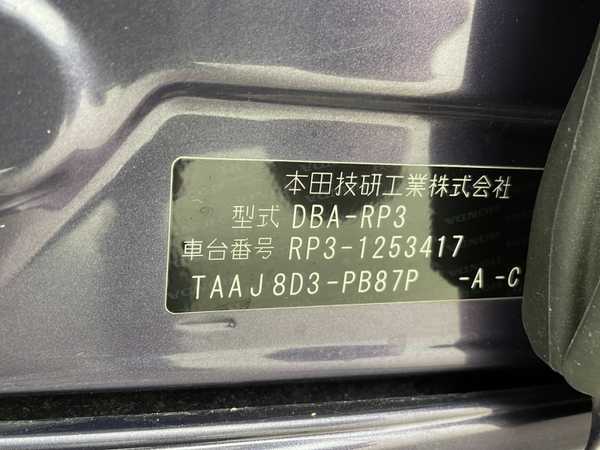 本田技研工業株式会社
型式 DBA-RP3
車台番号 RP3-1253417
TAAJ8D3-PB87P -A -C